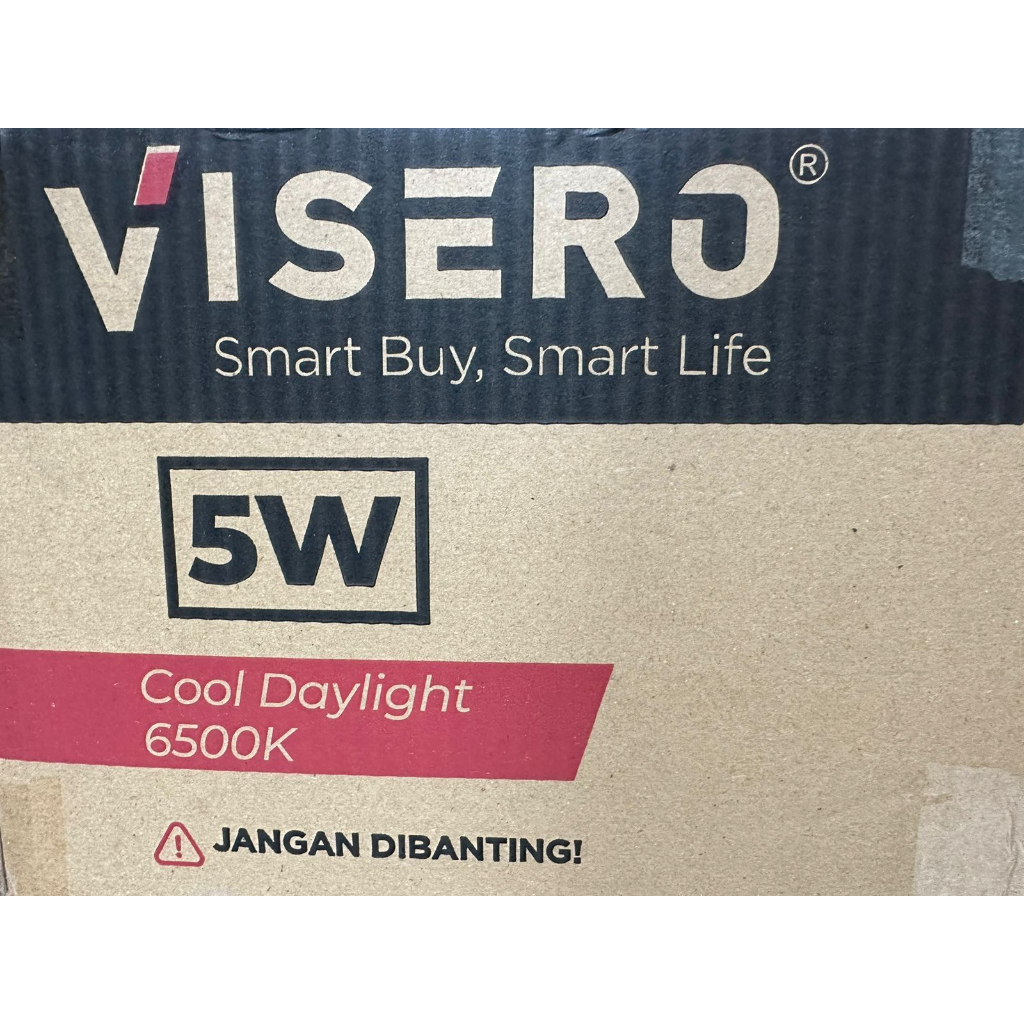 VISERO®
Smart Buy, Smart Life
5W
Cool Daylight
6500K
JANGAN DIBANTING!